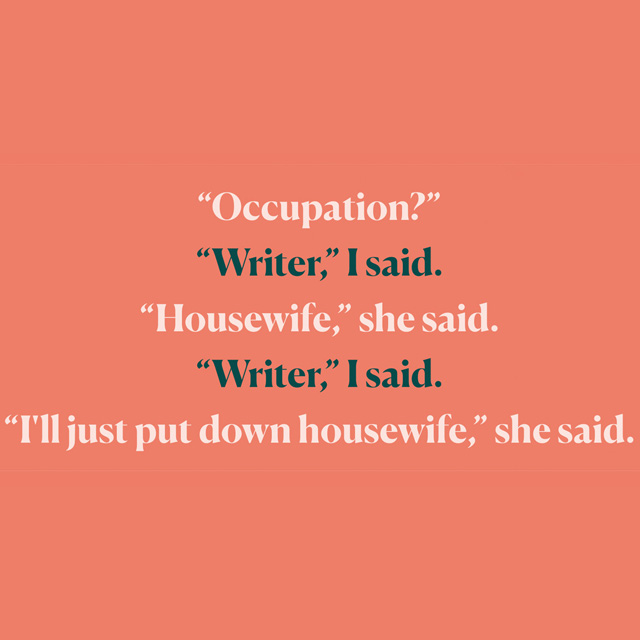 “Occupation?”
“Writer,” I said.
“Housewife,” she said.
“Writer,” I said.
“I'll just put down housewife,” she said.